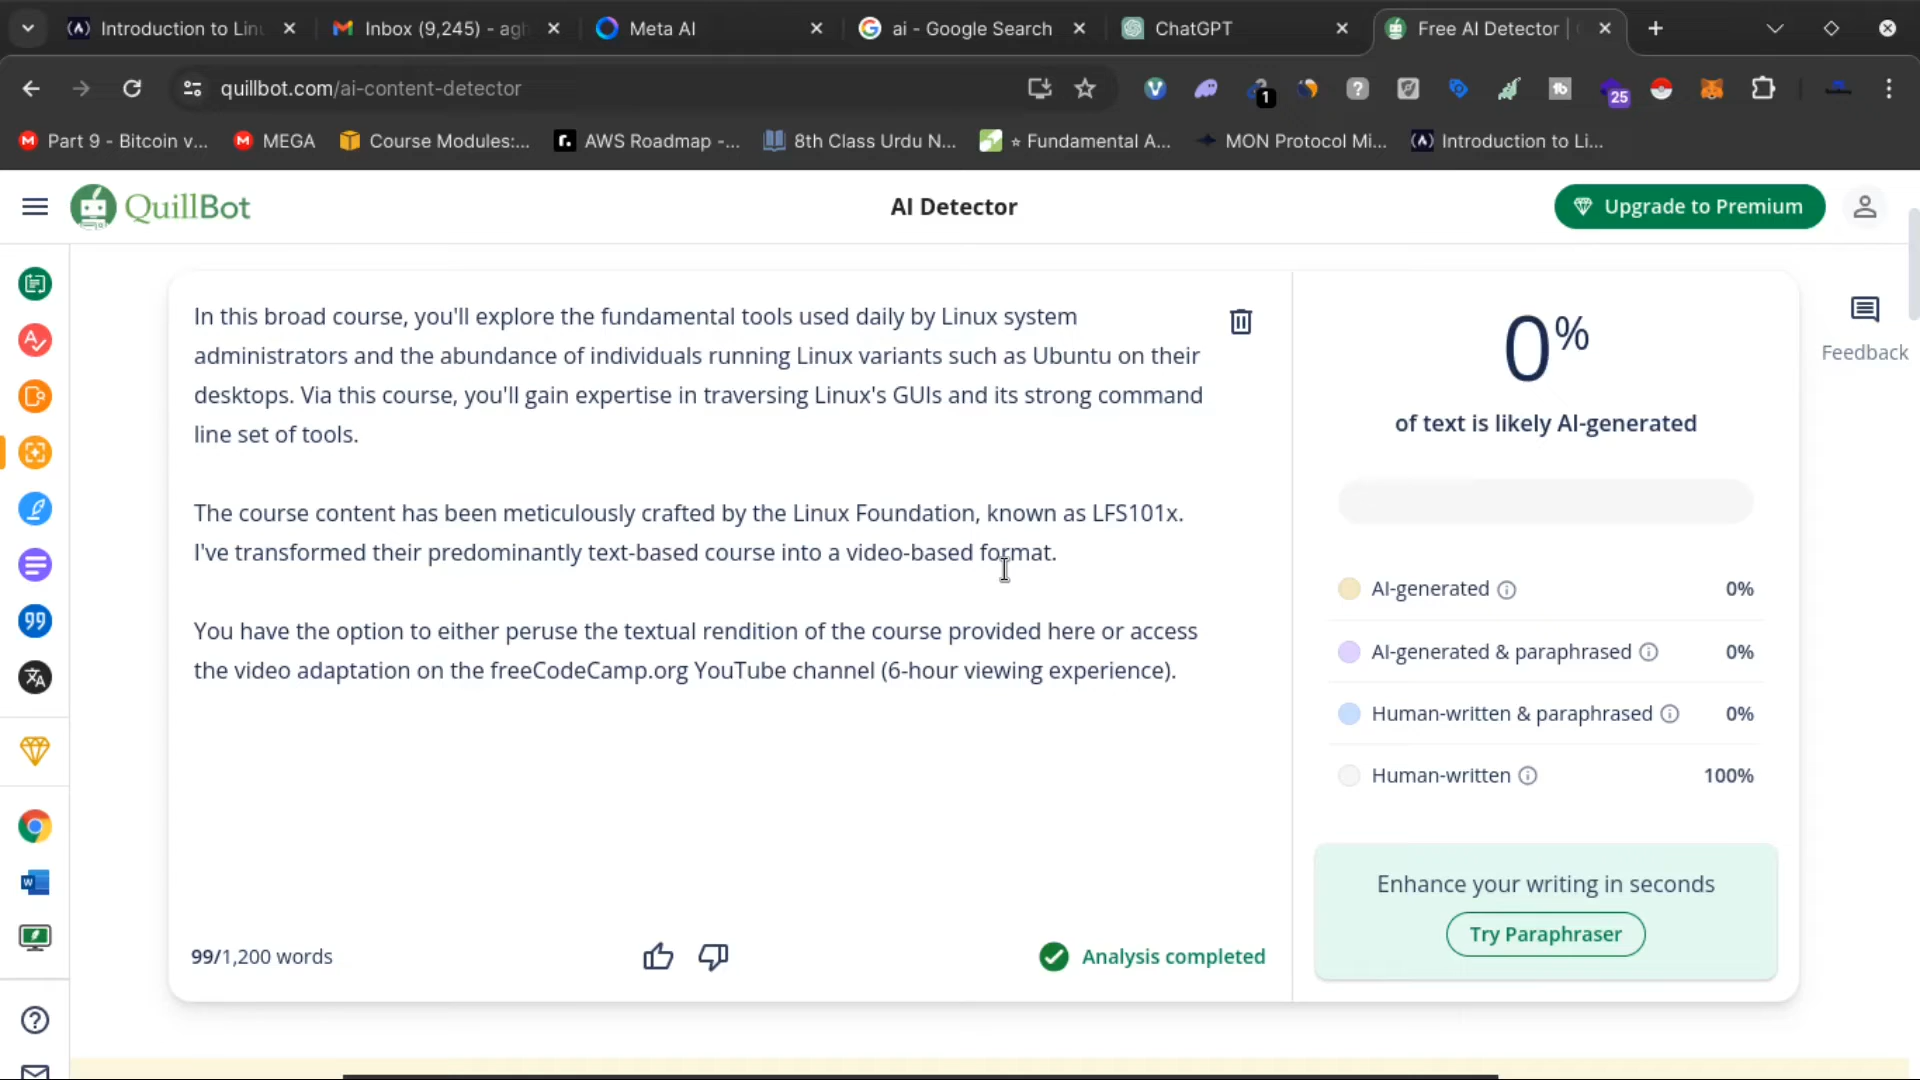 Introduction to Lin
Inbox (9,245) - agh
Meta AI
ai - Google Search
ChatGPT
Free AI Detector |
quillbot.com/ai-content-detector
1
25
Part 9 - Bitcoin v...
MEGA
Course Modules:...
AWS Roadmap -...
8th Class Urdu N...
⭐ Fundamental A...
MON Protocol Mi...
Introduction to Li...
QuillBot
AI Detector
Upgrade to Premium
In this broad course, you'll explore the fundamental tools used daily by Linux system
administrators and the abundance of individuals running Linux variants such as Ubuntu on their
desktops. Via this course, you'll gain expertise in traversing Linux's GUIs and its strong command
line set of tools.
The course content has been meticulously crafted by the Linux Foundation, known as LFS101x.
I've transformed their predominantly text-based course into a video-based format.
You have the option to either peruse the textual rendition of the course provided here or access
the video adaptation on the freeCodeCamp.org YouTube channel (6-hour viewing experience).
99/1,200 words
Analysis completed
0%
of text is likely AI-generated
AI-generated 0%
AI-generated & paraphrased 0%
Human-written & paraphrased 0%
Human-written 100%
Enhance your writing in seconds
Try Paraphraser
Feedback